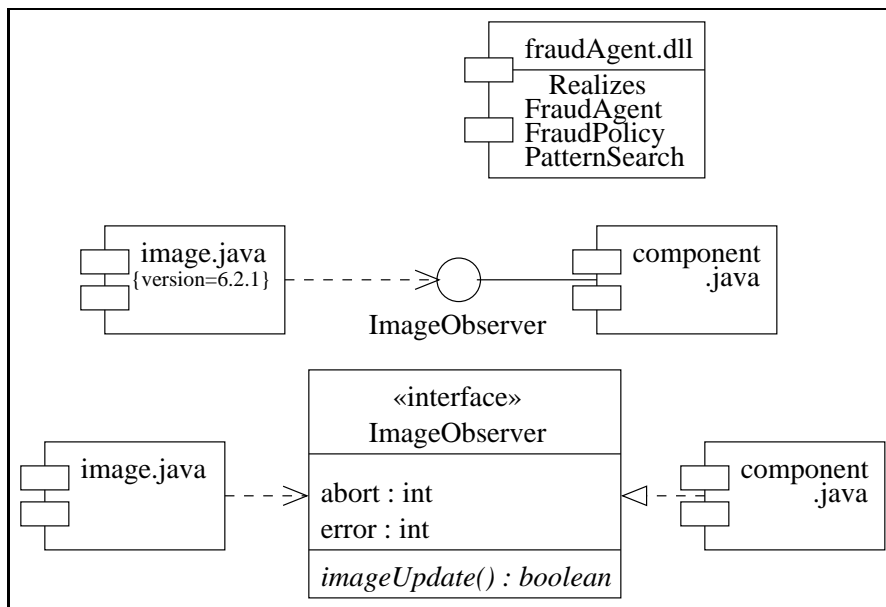 fraudAgent.dll
Realizes
FraudAgent
FraudPolicy
PatternSearch
image.java
{version=6.2.1}
ImageObserver
component
.java
«interface»
ImageObserver
image.java
abort : int
error : int
component
.java
imageUpdate() : boolean